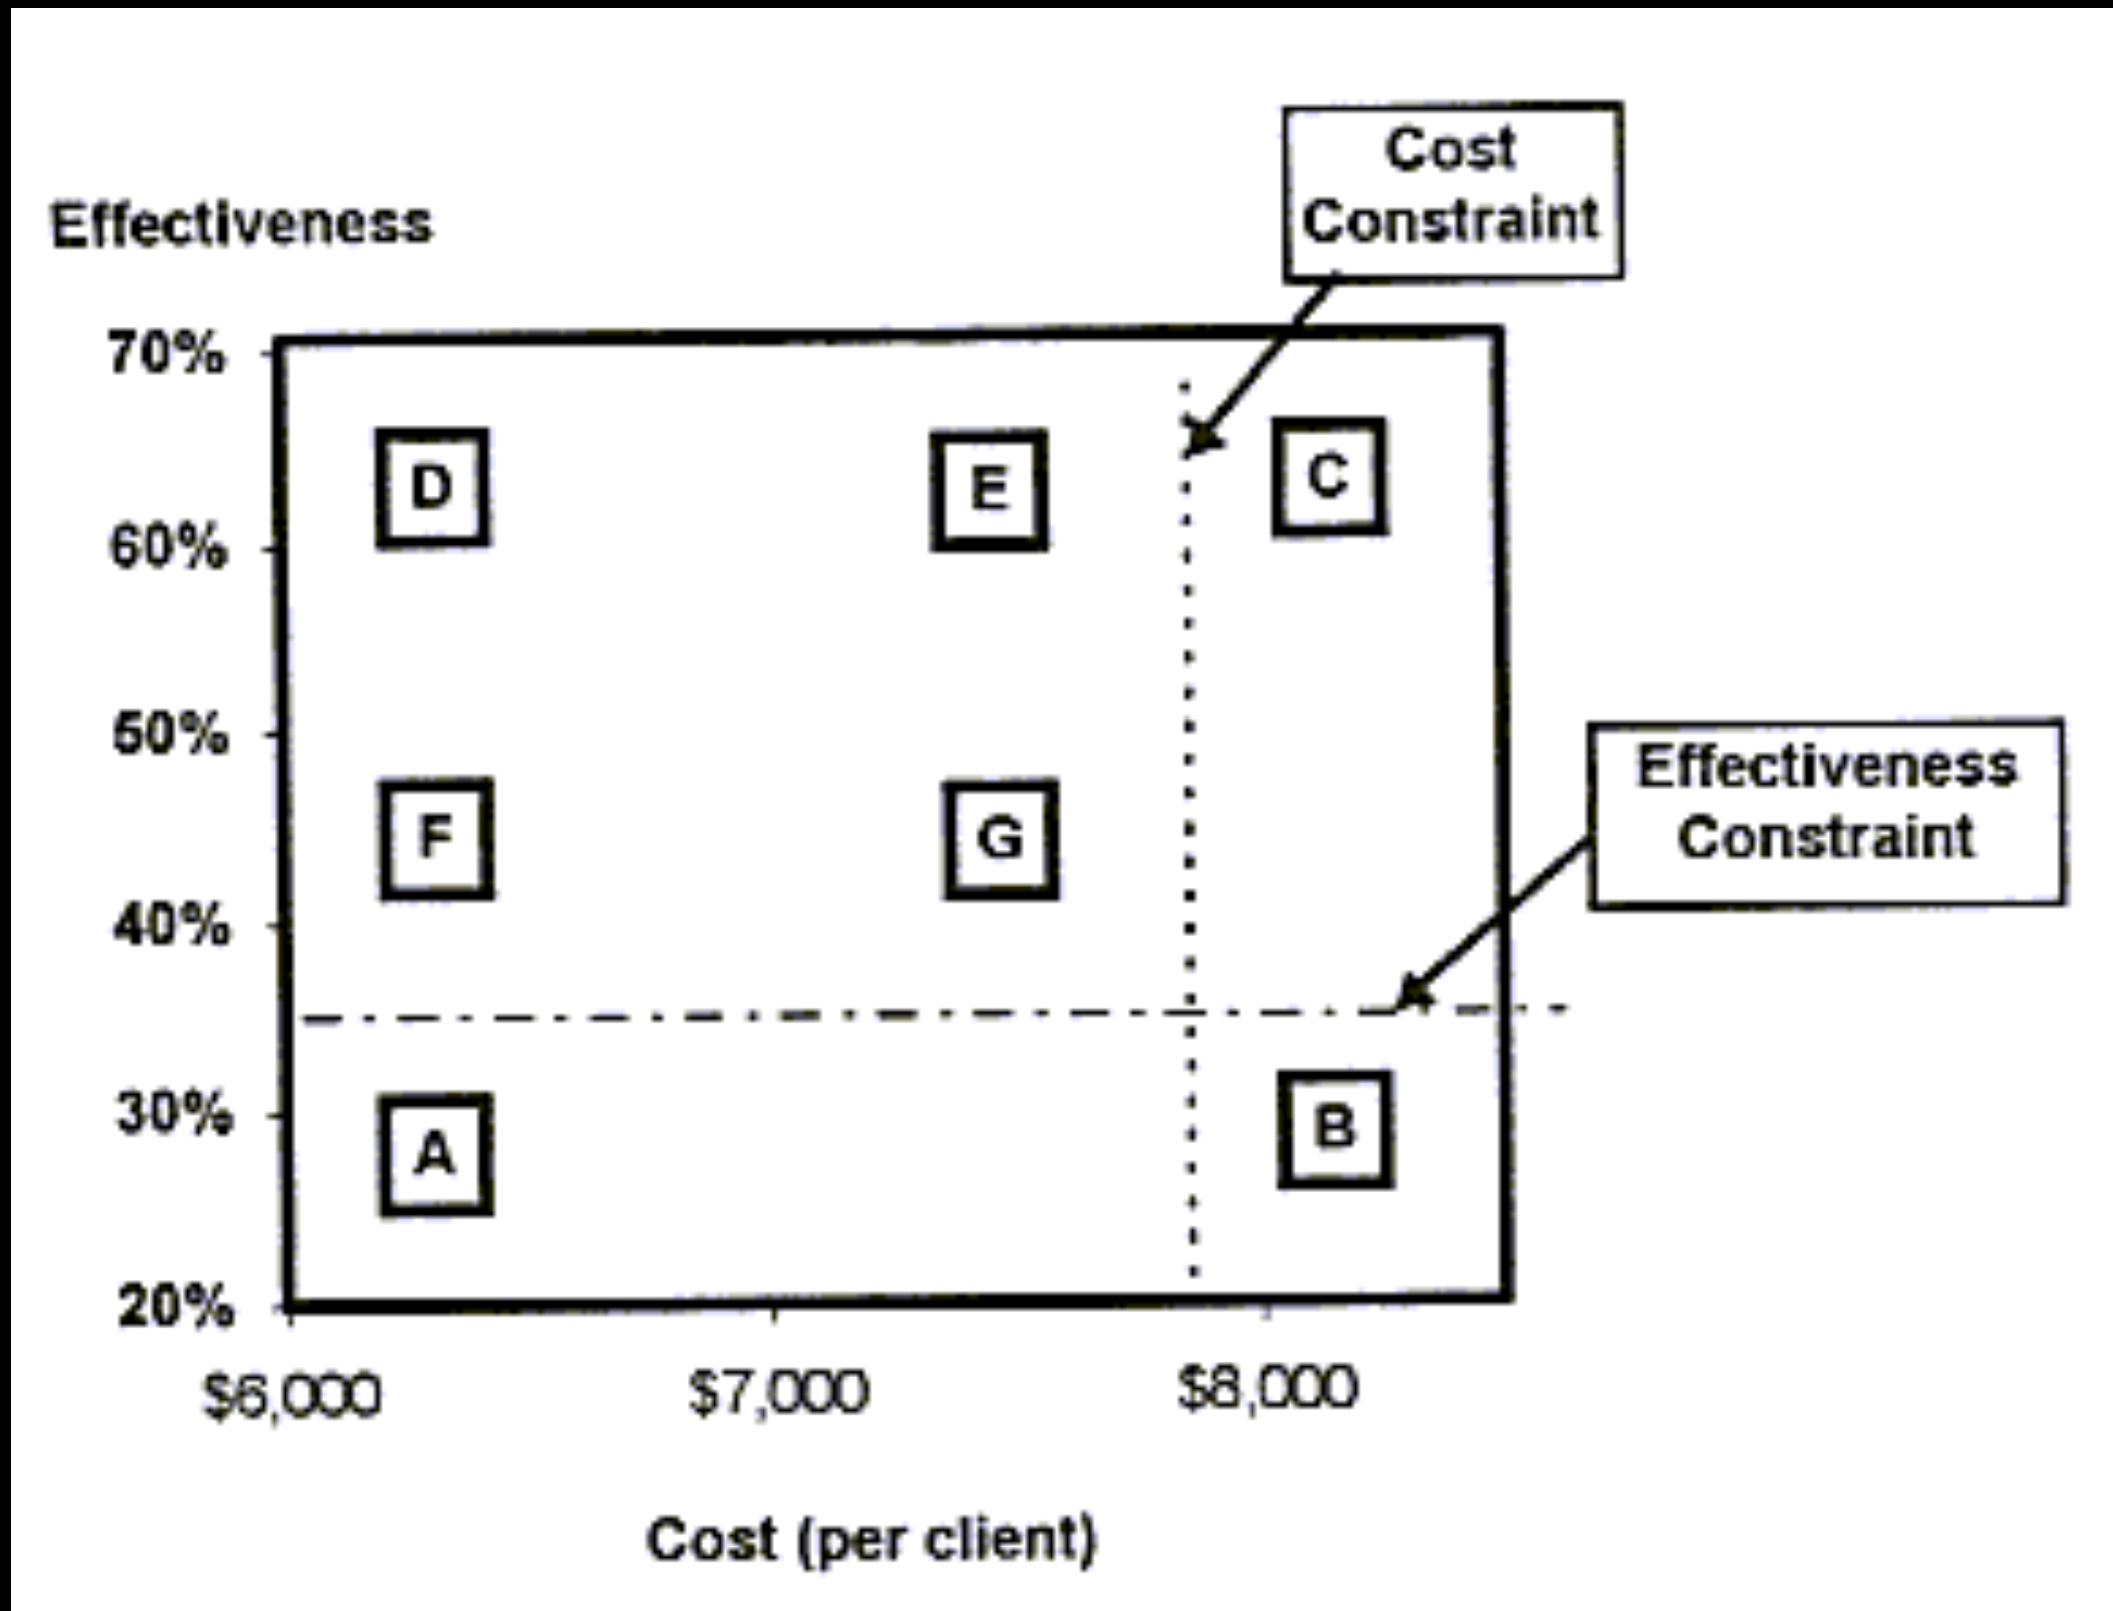 Cost
Constraint
Effectiveness
70%
D
E
C
60%
50%
Effectiveness
Constraint
F
G
40%
30%
A
B
20%
$6,000
$7,000
$8,000
Cost (per client)